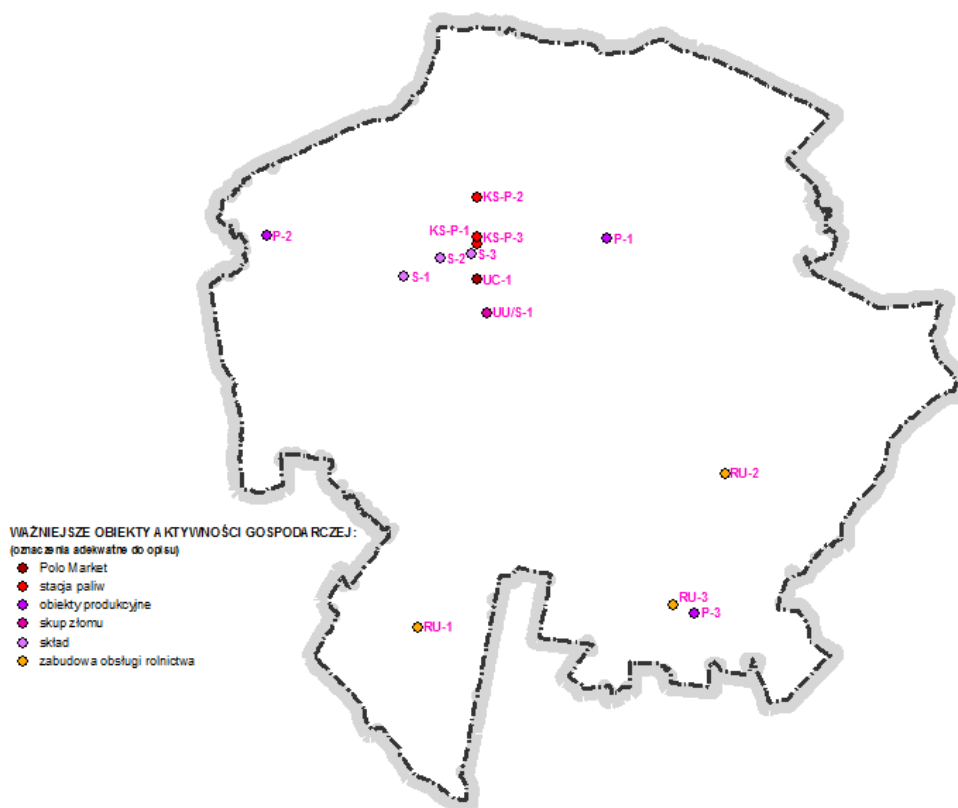 KS-P-2
KS-P-1
KS-P-3
P-2
P-1
S-3
S-2
S-1
UC-1
UU/S-1
RU-2
WAŻNIEJSZE OBIEKTY AKTYWNOŚCI GOSPODARCZEJ:
(oznaczenia adekwatne do opisu)
Polo Market
stacja paliw
obiekty produkcyjne
skup złomu
skład
zabudowa obsługi rolnictwa
RU-3
P-3
RU-1